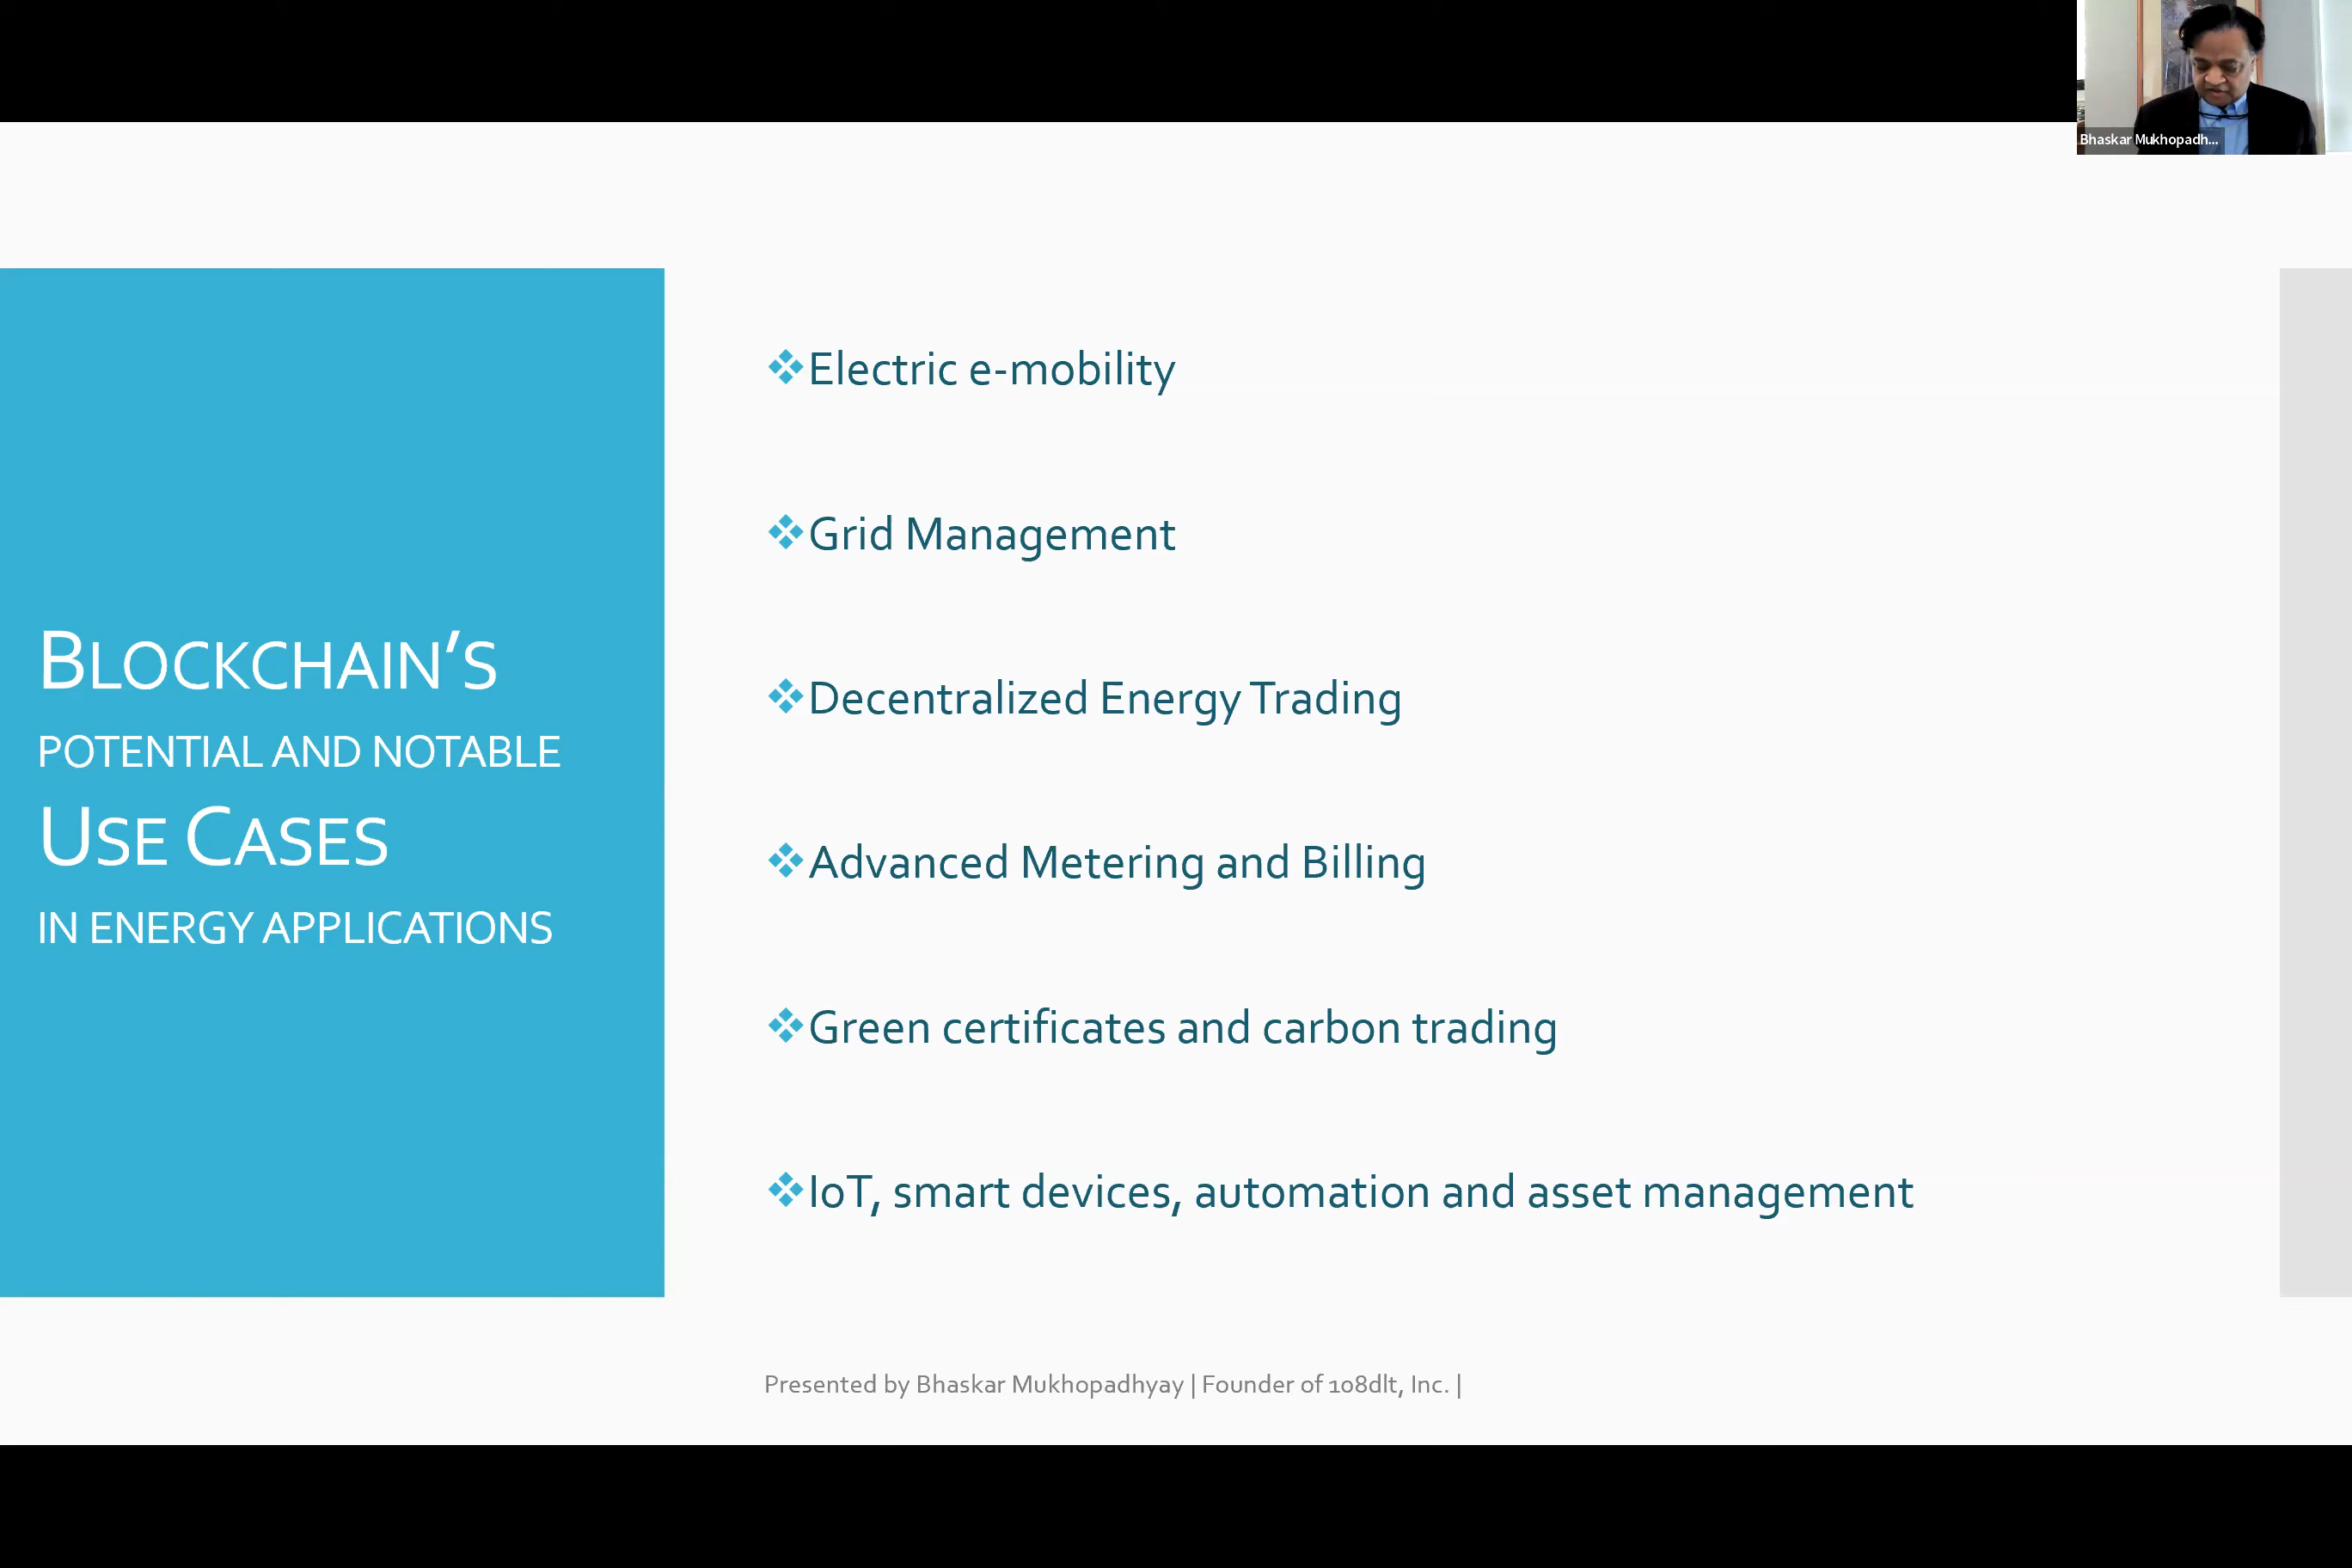 Bhaskar Mukhopadh...
BLOCKCHAIN'S
POTENTIAL AND NOTABLE
USE CASES
IN ENERGY APPLICATIONS
Electric e-mobility
Grid Management
Decentralized Energy Trading
Advanced Metering and Billing
Green certificates and carbon trading
IoT, smart devices, automation and asset management
Presented by Bhaskar Mukhopadhyay | Founder of 108dlt, Inc. |